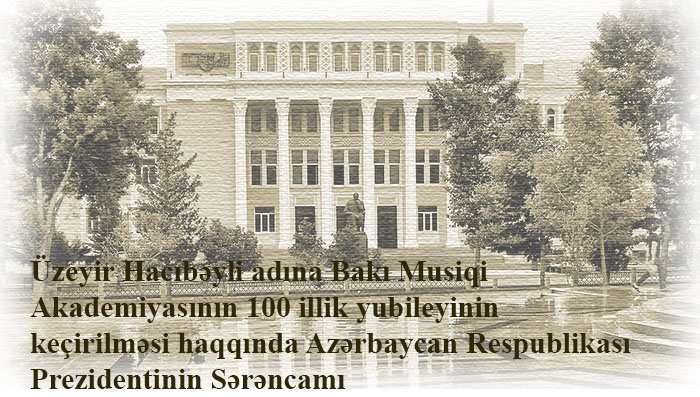 Üzeyir Hacıbəyli adına Bakı Musiqi
Akademiyasının 100 illik yubileyinin
keçirilməsi haqqında Azərbaycan Respublikası
Prezidentinin Sərəncamı